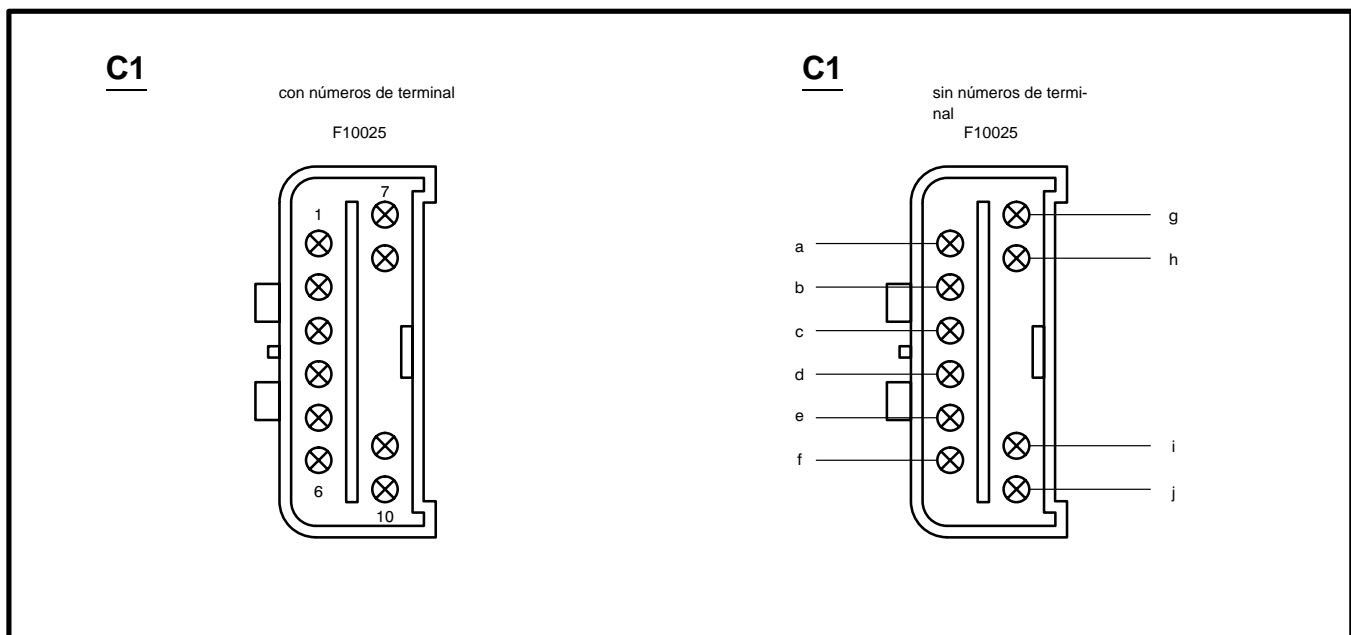 C1
con números de terminal
F10025
7
1
6
10
C1
sin números de termi-
nal
F10025
g
a
h
b
c
d
e
i
f
j